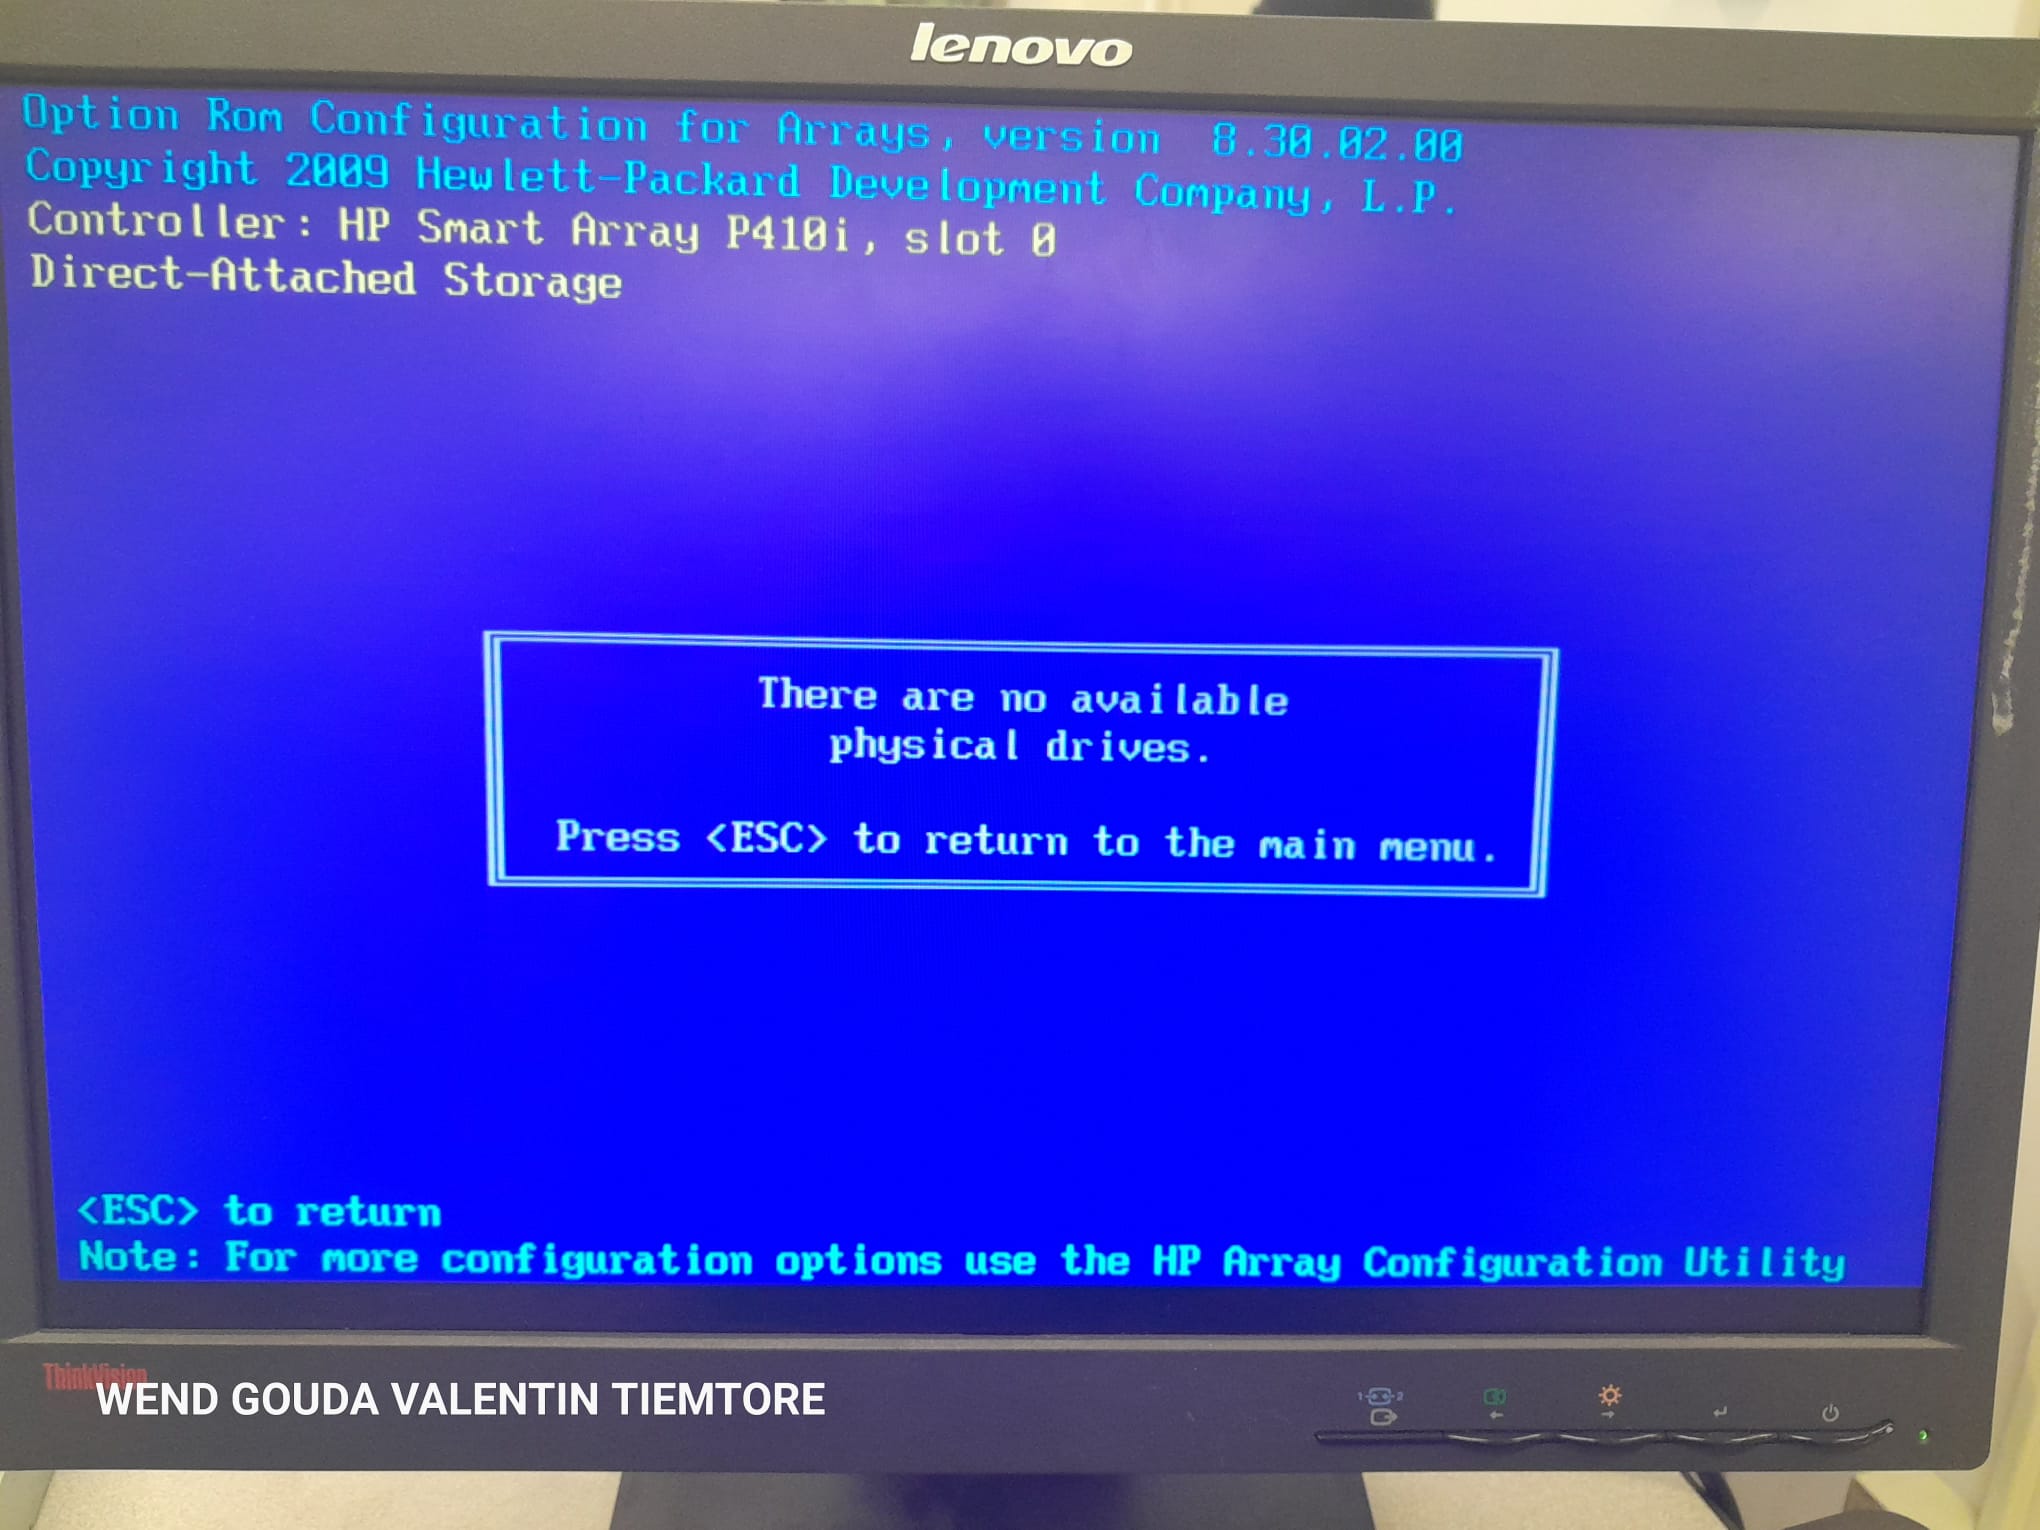 lenovo
Option Rom Configuration for Arrays, version 8.30.02.00
Copyright 2009 Hewlett-Packard Development Company, L.P.
Controller: HP Smart Array P410i, slot 0
Direct-Attached Storage
There are no available
physical drives.
Press <ESC> to return to the main menu.
<ESC> to return
Note: For more configuration options use the HP Array Configuration Utility
ThinkVision
WEND GOUDA VALENTIN TIEMTORE
1 2